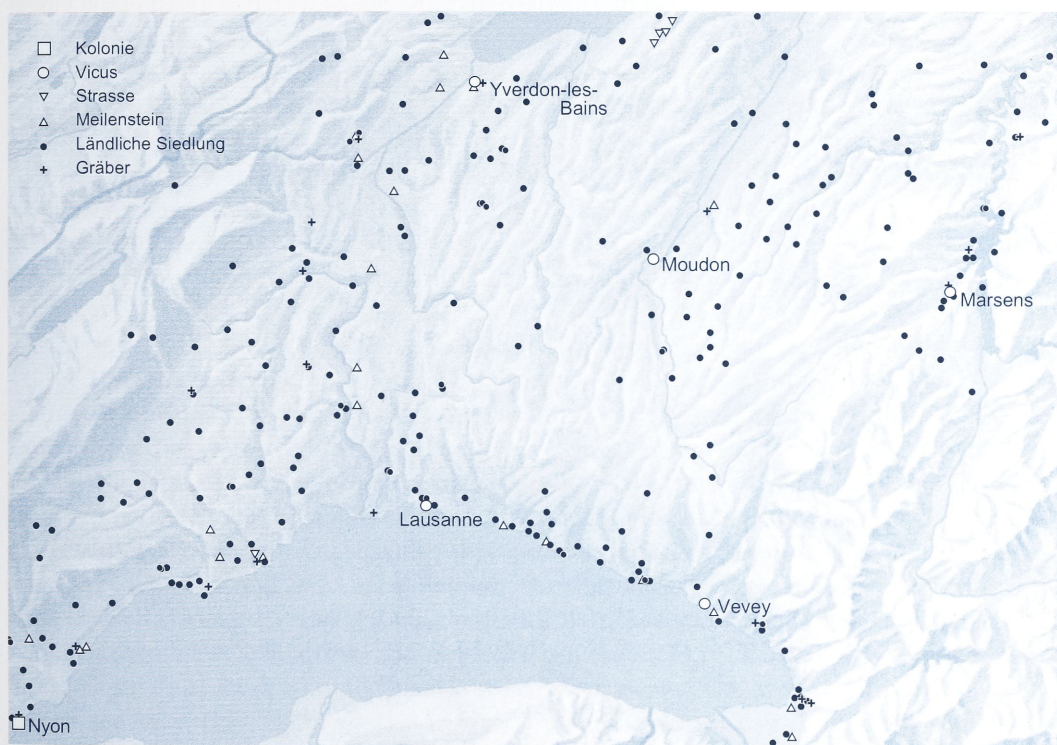 Kolonie
Vicus
Strasse
Meilenstein
Ländliche Siedlung
Gräber
Yverdon-les-
Bains
Moudon
Marsens
Lausanne
Vevey
Nyon